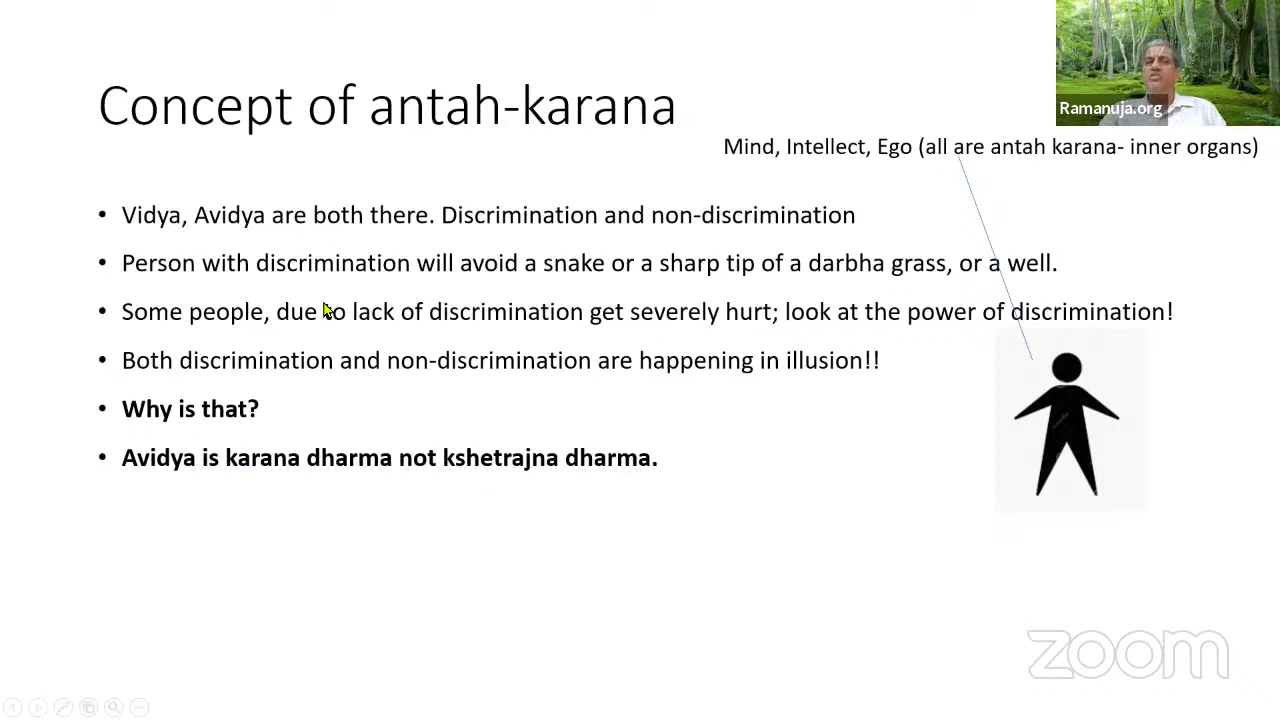 Concept of antah-karana
Ramanuja.org
Mind, Intellect, Ego (all are antah karana- inner organs)
• Vidya, Avidya are both there. Discrimination and non-discrimination
• Person with discrimination will avoid a snake or a sharp tip of a darbha grass, or a well.
• Some people, due to lack of discrimination get severely hurt; look at the power of discrimination!
• Both discrimination and non-discrimination are happening in illusion!!
• Why is that?
• Avidya is karana dharma not kshetrajna dharma.
zoom